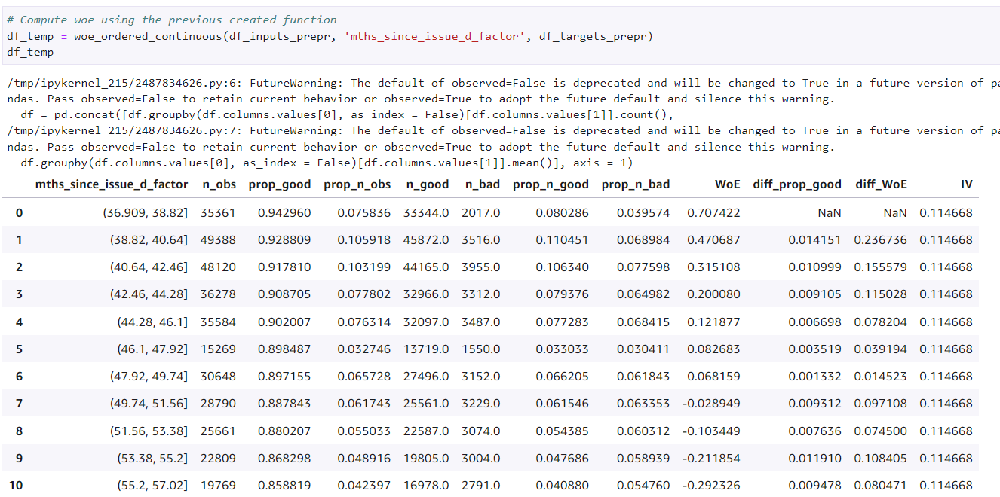 # Compute woe using the previous created function
df_temp = woe_ordered_continuous(df_inputs_prepr, 'mths_since_issue_d_factor', df_targets_prepr)
df_temp
/tmp/ipykernel_215/2487834626.py:6: FutureWarning: The default of observed=False is deprecated and will be changed to True in a future version of pa
ndas. Pass observed=False to retain current behavior or observed=True to adopt the future default and silence this warning.
df = pd.concat([df.groupby(df.columns.values[0], as_index = False)[df.columns.values[1]].count(),
/tmp/ipykernel_215/2487834626.py:7: FutureWarning: The default of observed=False is deprecated and will be changed to True in a future version of pa
ndas. Pass observed=False to retain current behavior or observed=True to adopt the future default and silence this warning.
df.groupby(df.columns.values[0], as_index = False)[df.columns.values[1]].mean()], axis = 1)
mths_since_issue_d_factor n_obs prop_good prop_n_obs n_good n_bad prop_n_good prop_n_bad WoE diff_prop_good diff_WoE IV
0 (36.909, 38.82] 35361 0.942960 0.075836 33344.0 2017.0 0.080286 0.039574 0.707422 NaN NaN 0.114668
1 (38.82, 40.64] 49388 0.928809 0.105918 45872.0 3516.0 0.110451 0.068984 0.470687 0.014151 0.236736 0.114668
2 (40.64, 42.46] 48120 0.917810 0.103199 44165.0 3955.0 0.106340 0.077598 0.315108 0.010999 0.155579 0.114668
3 (42.46, 44.28] 36278 0.908705 0.077802 32966.0 3312.0 0.079376 0.064982 0.200080 0.009105 0.115028 0.114668
4 (44.28, 46.1] 35584 0.902007 0.076314 32097.0 3487.0 0.077283 0.068415 0.121877 0.006698 0.078204 0.114668
5 (46.1, 47.92] 15269 0.898487 0.032746 13719.0 1550.0 0.033033 0.030411 0.082683 0.003519 0.039194 0.114668
6 (47.92, 49.74] 30648 0.897155 0.065728 27496.0 3152.0 0.066205 0.061843 0.068159 0.001332 0.014523 0.114668
7 (49.74, 51.56] 28790 0.887843 0.061743 25561.0 3229.0 0.061546 0.063353 -0.028949 0.009312 0.097108 0.114668
8 (51.56, 53.38] 25661 0.880207 0.055033 22587.0 3074.0 0.054385 0.060312 -0.103449 0.007636 0.074500 0.114668
9 (53.38, 55.2] 22809 0.868298 0.048916 19805.0 3004.0 0.047686 0.058939 -0.211854 0.011910 0.108405 0.114668
10 (55.2, 57.02] 19769 0.858819 0.042397 16978.0 2791.0 0.040880 0.054760 -0.292326 0.009478 0.080471 0.114668